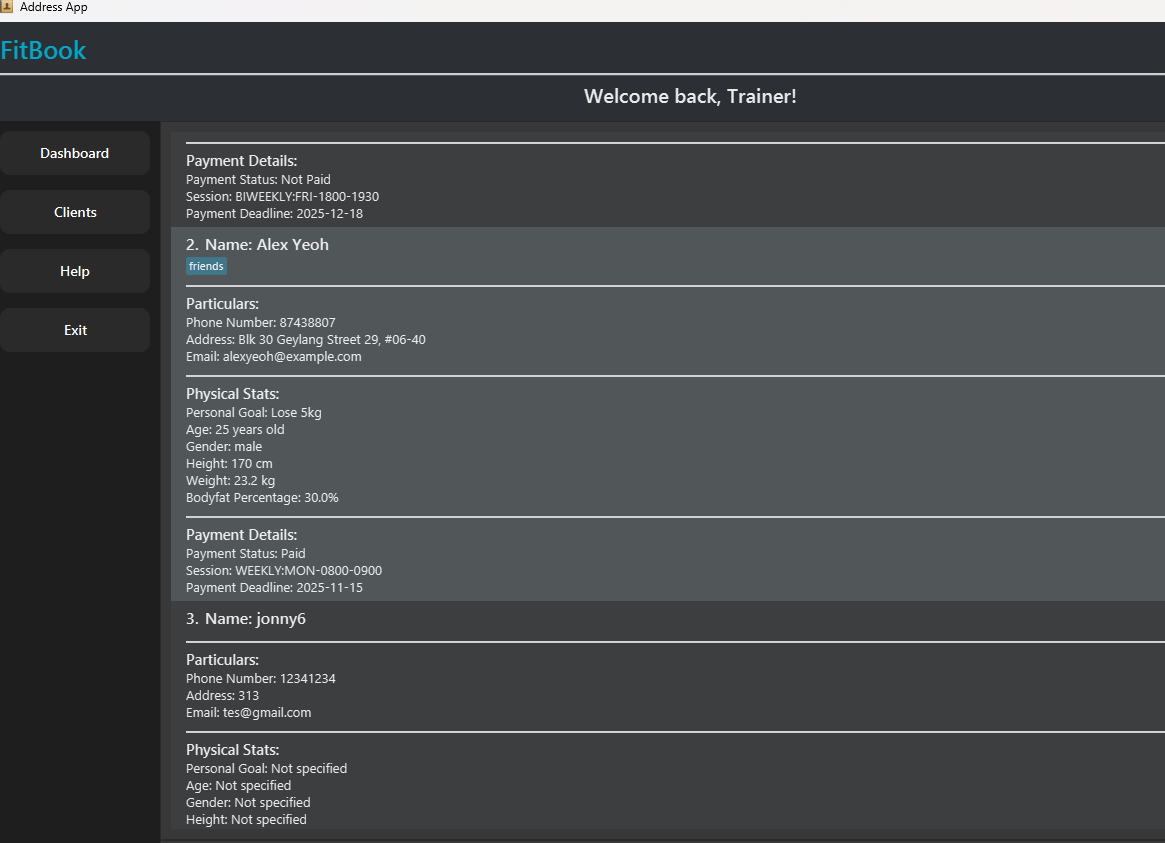 Address App
FitBook
Welcome back, Trainer!
Dashboard
Clients
Help
Exit
Payment Details:
Payment Status: Not Paid
Session: BIWEEKLY:FRI-1800-1930
Payment Deadline: 2025-12-18
2. Name: Alex Yeoh
friends
Particulars:
Phone Number: 87438807
Address: Blk 30 Geylang Street 29, #06-40
Email: alexyeoh@example.com
Physical Stats:
Personal Goal: Lose 5kg
Age: 25 years old
Gender: male
Height: 170 cm
Weight: 23.2 kg
Bodyfat Percentage: 30.0%
Payment Details:
Payment Status: Paid
Session: WEEKLY:MON-0800-0900
Payment Deadline: 2025-11-15
3. Name: jonny6
Particulars:
Phone Number: 12341234
Address: 313
Email: tes@gmail.com
Physical Stats:
Personal Goal: Not specified
Age: Not specified
Gender: Not specified
Height: Not specified